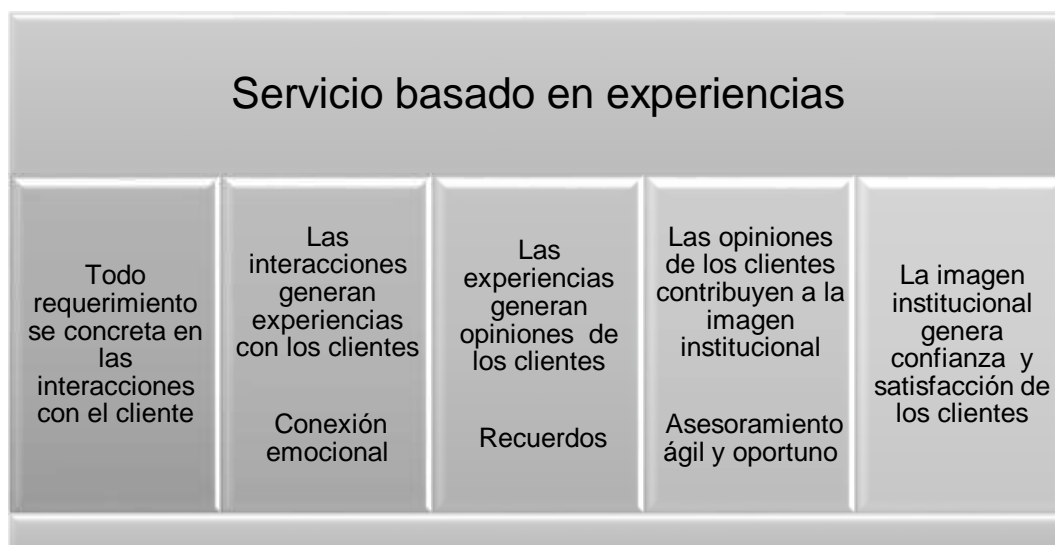 Servicio basado en experiencias
Todo
requerimiento
se concreta en
las
interacciones
con el cliente
Las
interacciones
generan
experiencias
con los clientes
Conexión
emocional
Las
experiencias
generan
opiniones de
los clientes
Recuerdos
Las opiniones
de los clientes
contribuyen a la
imagen
institucional
Asesoramiento
ágil y oportuno
La imagen
institucional
genera
confianza y
satisfacción de
los clientes